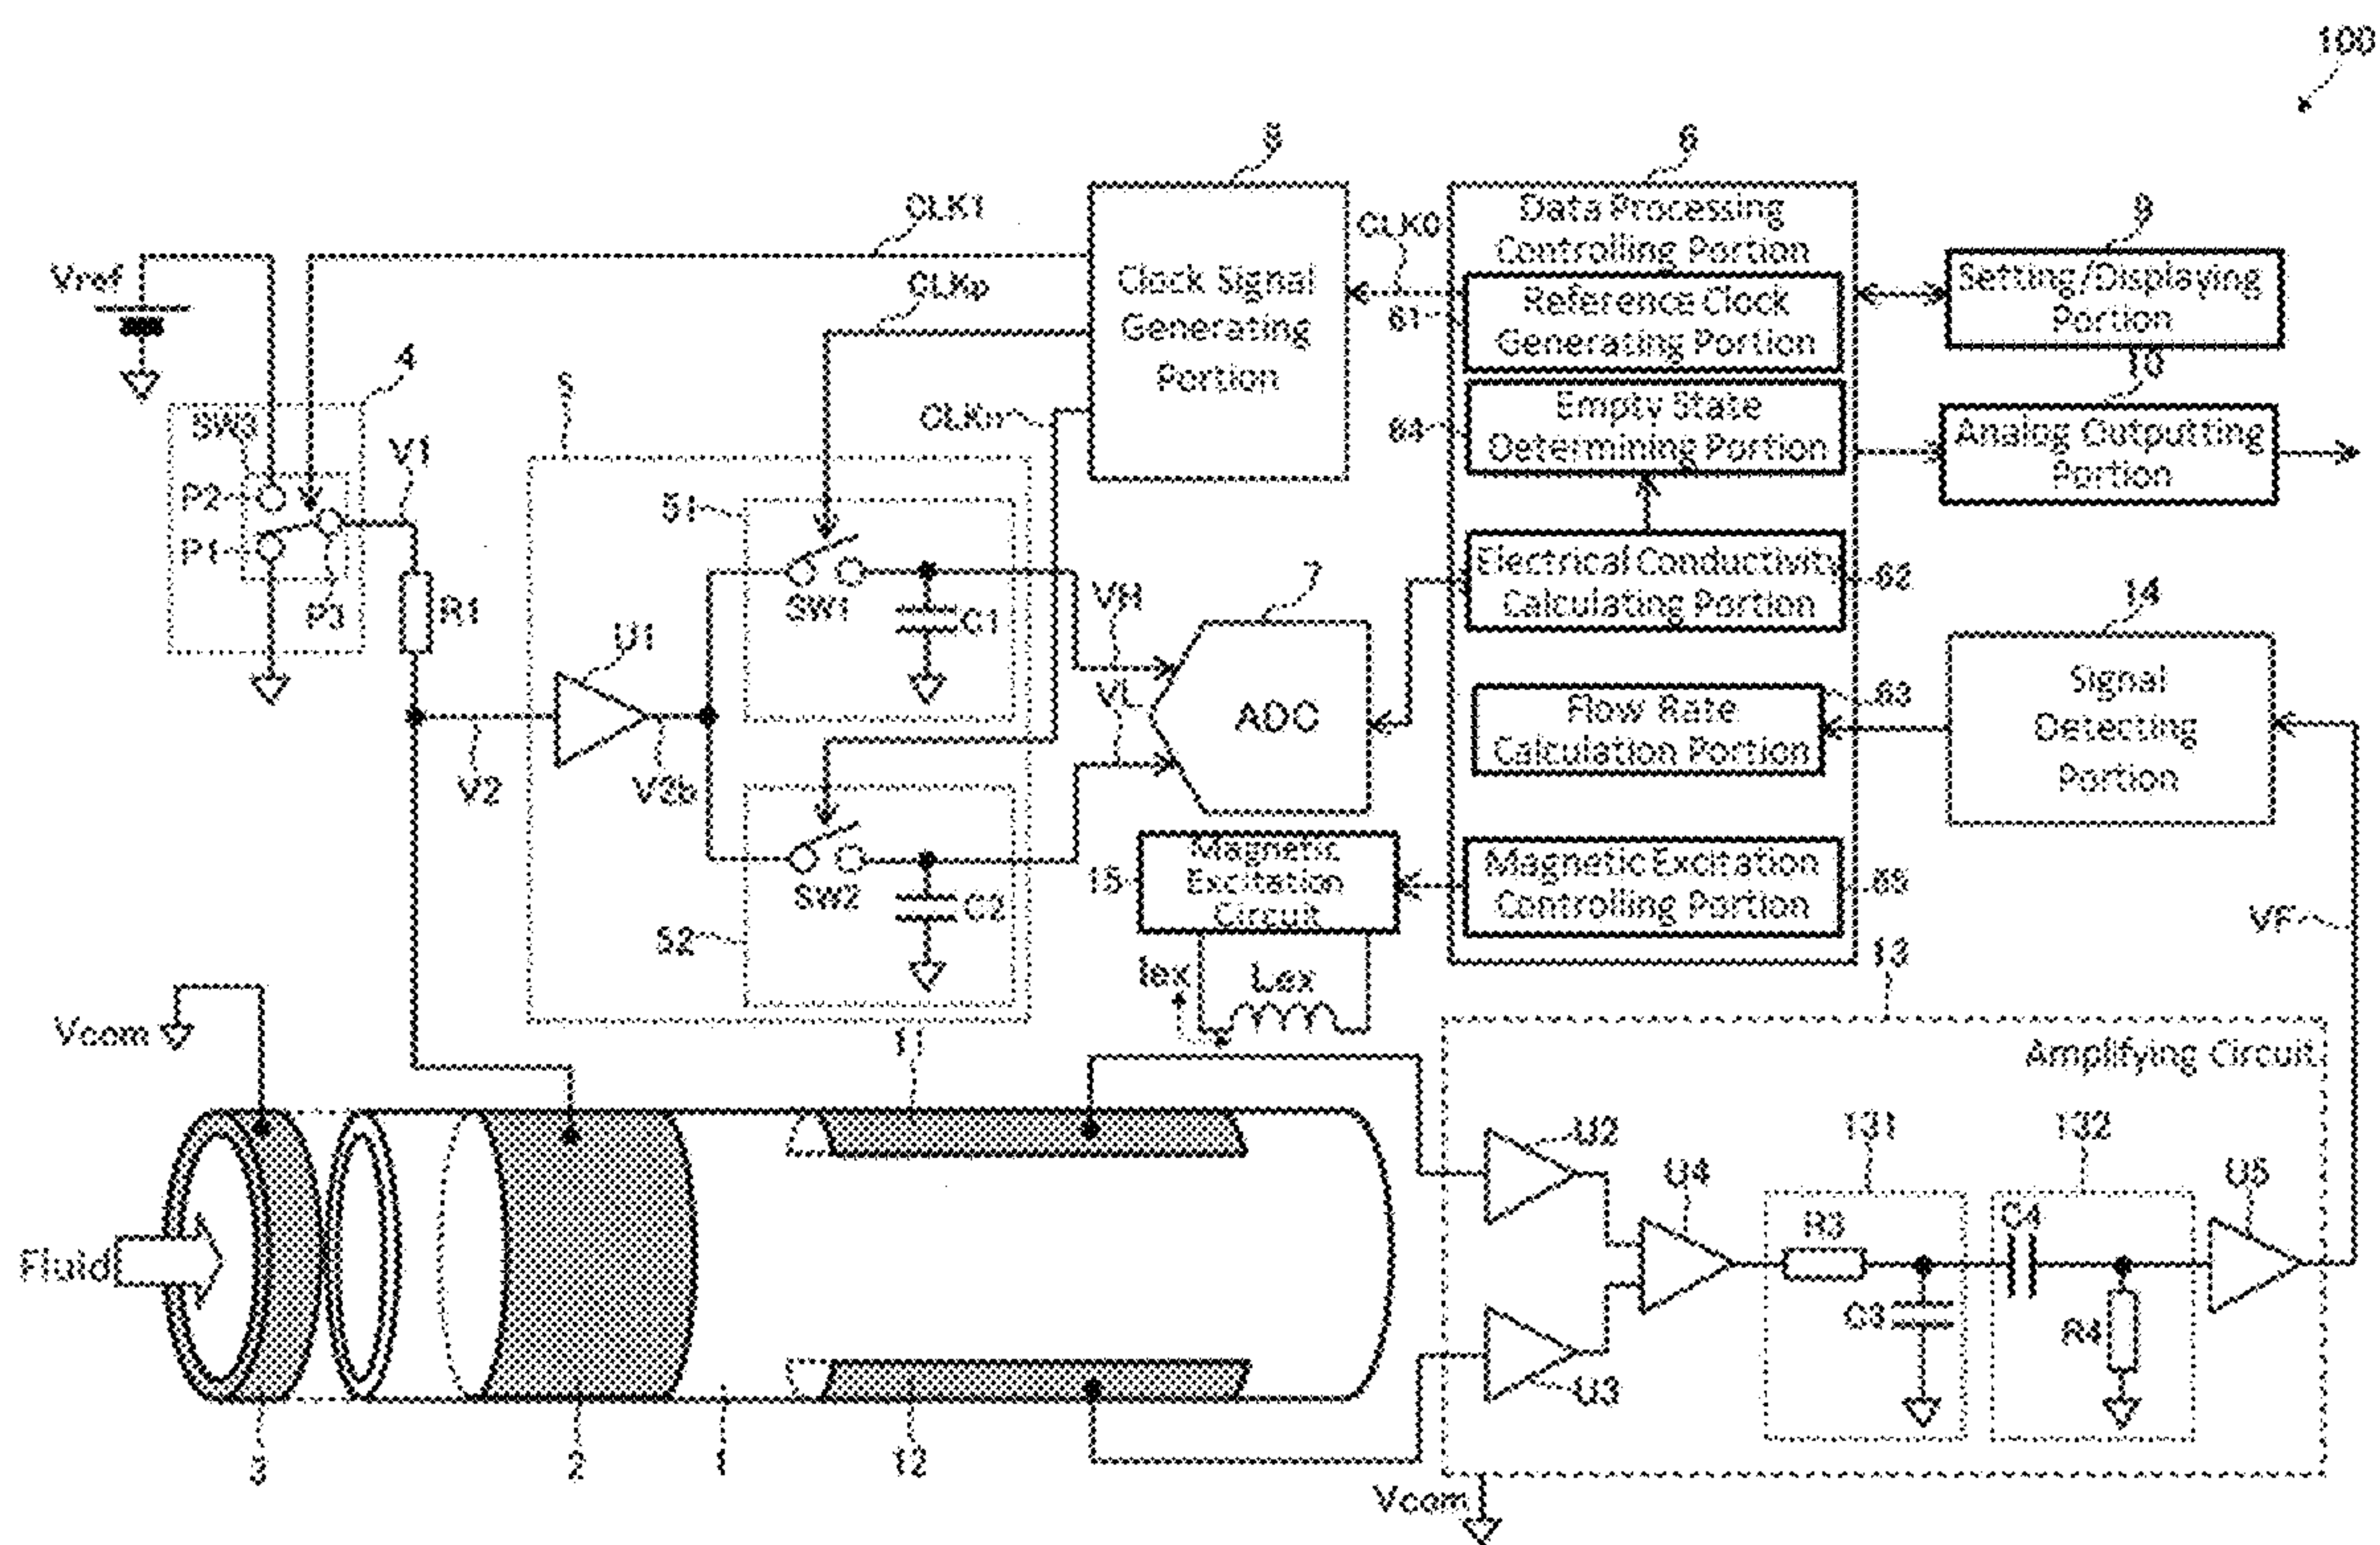 100
8
6
CLK1
Data Processing
Controlling Portion
9
CLK0
Vref
CLKp
Clock Signal
Generating
Portion
Reference Clock
Generating Portion
61
Setting/Displaying
Portion
4
5
10
CLKn
Empty State
Determining Portion
64
Analog Outputting
Portion
SW3
V1
P2
P1
P3
51
R1
SW1
C1
VH
7
Electrical Conductivity
Calculating Portion
62
14
U1
VL
ADC
Flow Rate
Calculation Portion
63
Signal
Detecting
Portion
V2
V2b
SW2
C2
52
15
Magnetic
Excitation
Circuit
Magnetic Excitation
Controlling Portion
65
VF
13
Iex
Lex
Vcom
11
Amplifying Circuit
U2
131
132
U4
U5
R3
C4
Fluid
C3
R4
U3
3
2
1
12
Vcom